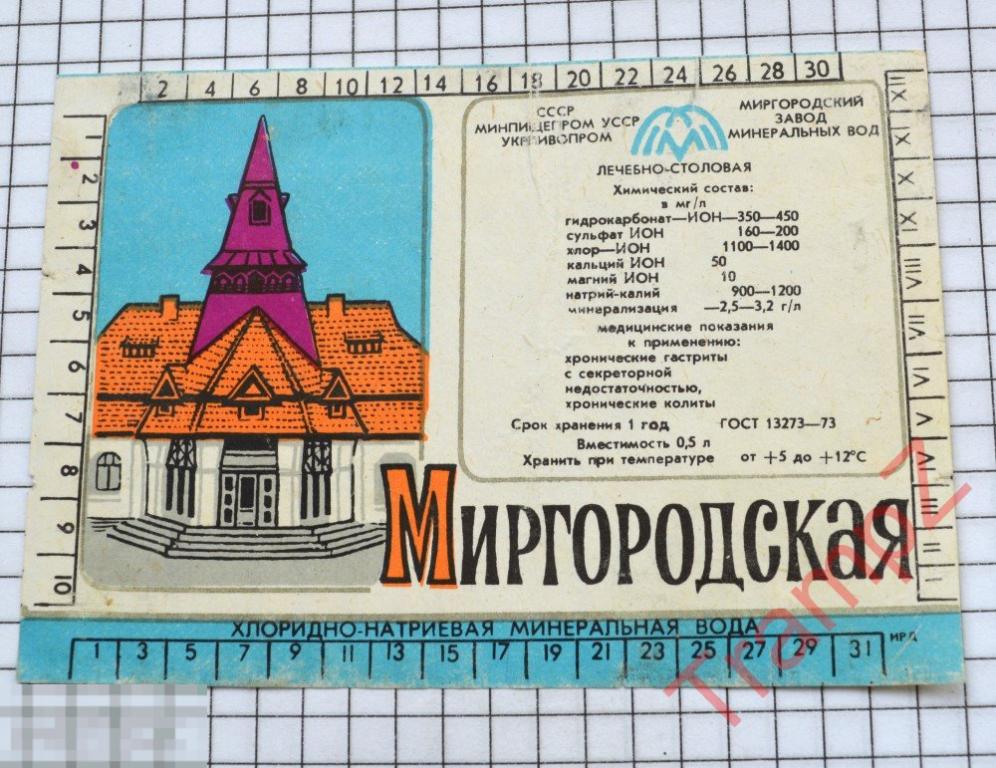 2 4 6 8 10 12 14 16 18 20 22 24 26 28 30
СССР
МИНПИЩЕПРОМ УССР
УКРПИВОПРОМ
МИРГОРОДСКИЙ
ЗАВОД
МИНЕРАЛЬНЫХ ВОД
ЛЕЧЕБНО-СТОЛОВАЯ
Химический состав:
в мг/л
гидрокарбонат—ИОН—350—450
сульфат ИОН 160—200
хлор—ИОН 1100—1400
кальций ИОН 50
магний ИОН 10
натрий-калий 900—1200
минерализация —2,5—3,2 г/л
медицинские показания
к применению:
хронические гастриты
с секреторной
недостаточностью,
хронические колиты
Срок хранения 1 год ГОСТ 13273—73
Вместимость 0,5 л
Хранить при температуре от +5 до +12°С
2
3
4
5
6
7
8
9
10
XII
XI
X
IX
VIII
VII
VI
V
IV
III
II
I
МИРГОРОДСКАЯ
ХЛОРИДНО-НАТРИЕВАЯ МИНЕРАЛЬНАЯ ВОДА
1 3 5 7 9 11 13 15 17 19 21 23 25 27 29 31
TrampZ